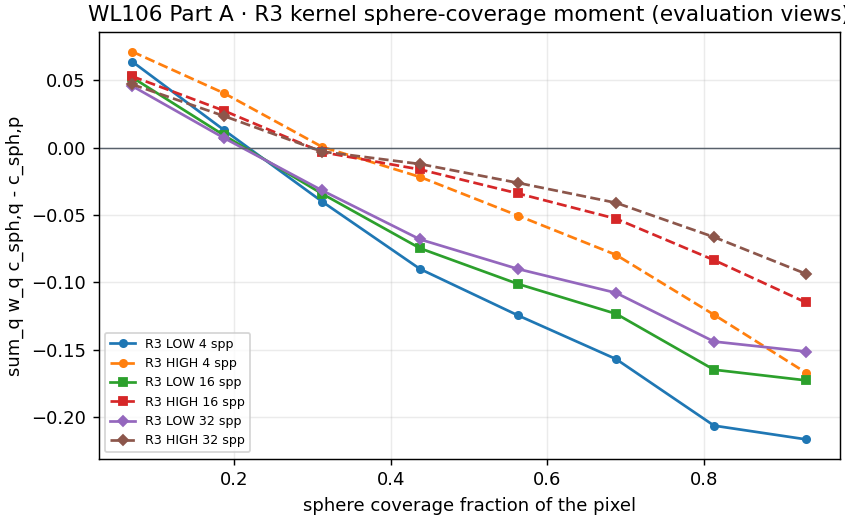 WL106 Part A · R3 kernel sphere-coverage moment (evaluation views)
sum_q w_q c_sph,q - c_sph,p
0.05
0.00
−0.05
−0.10
−0.15
−0.20
R3 LOW 4 spp
R3 HIGH 4 spp
R3 LOW 16 spp
R3 HIGH 16 spp
R3 LOW 32 spp
R3 HIGH 32 spp
0.2
0.4
0.6
0.8
sphere coverage fraction of the pixel